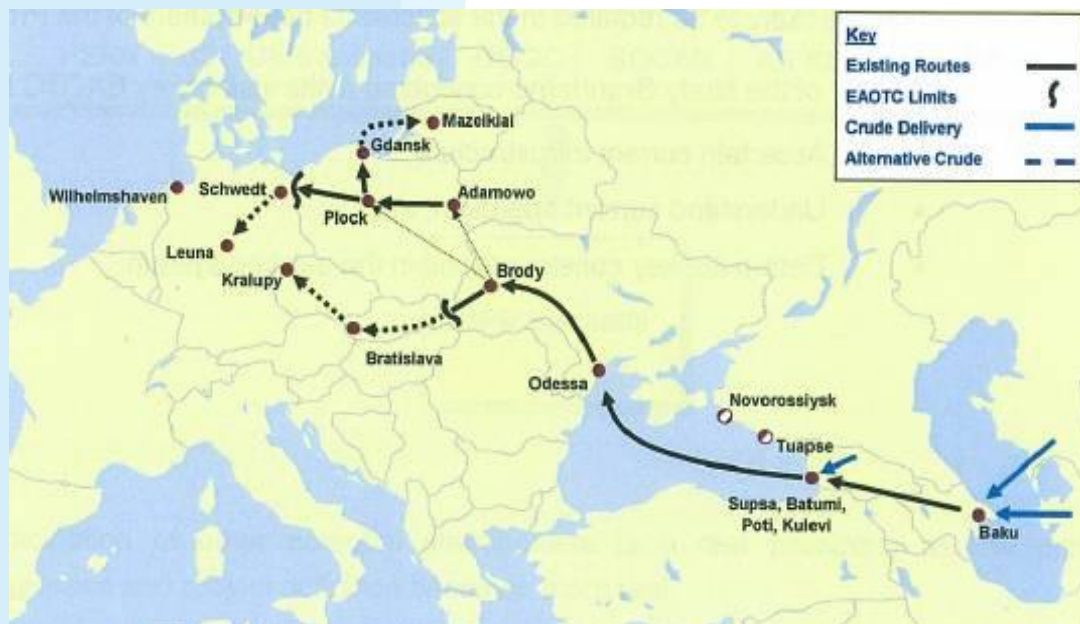 Key
Existing Routes
EAOTC Limits
Crude Delivery
Alternative Crude
Mazeikiai
Gdansk
Wilhelmshaven
Schwedt
Adamowo
Plock
Leuna
Kralupy
Brody
Bratislava
Odessa
Novorossiysk
Tuapse
Supsa, Batumi,
Poti, Kulevi
Baku